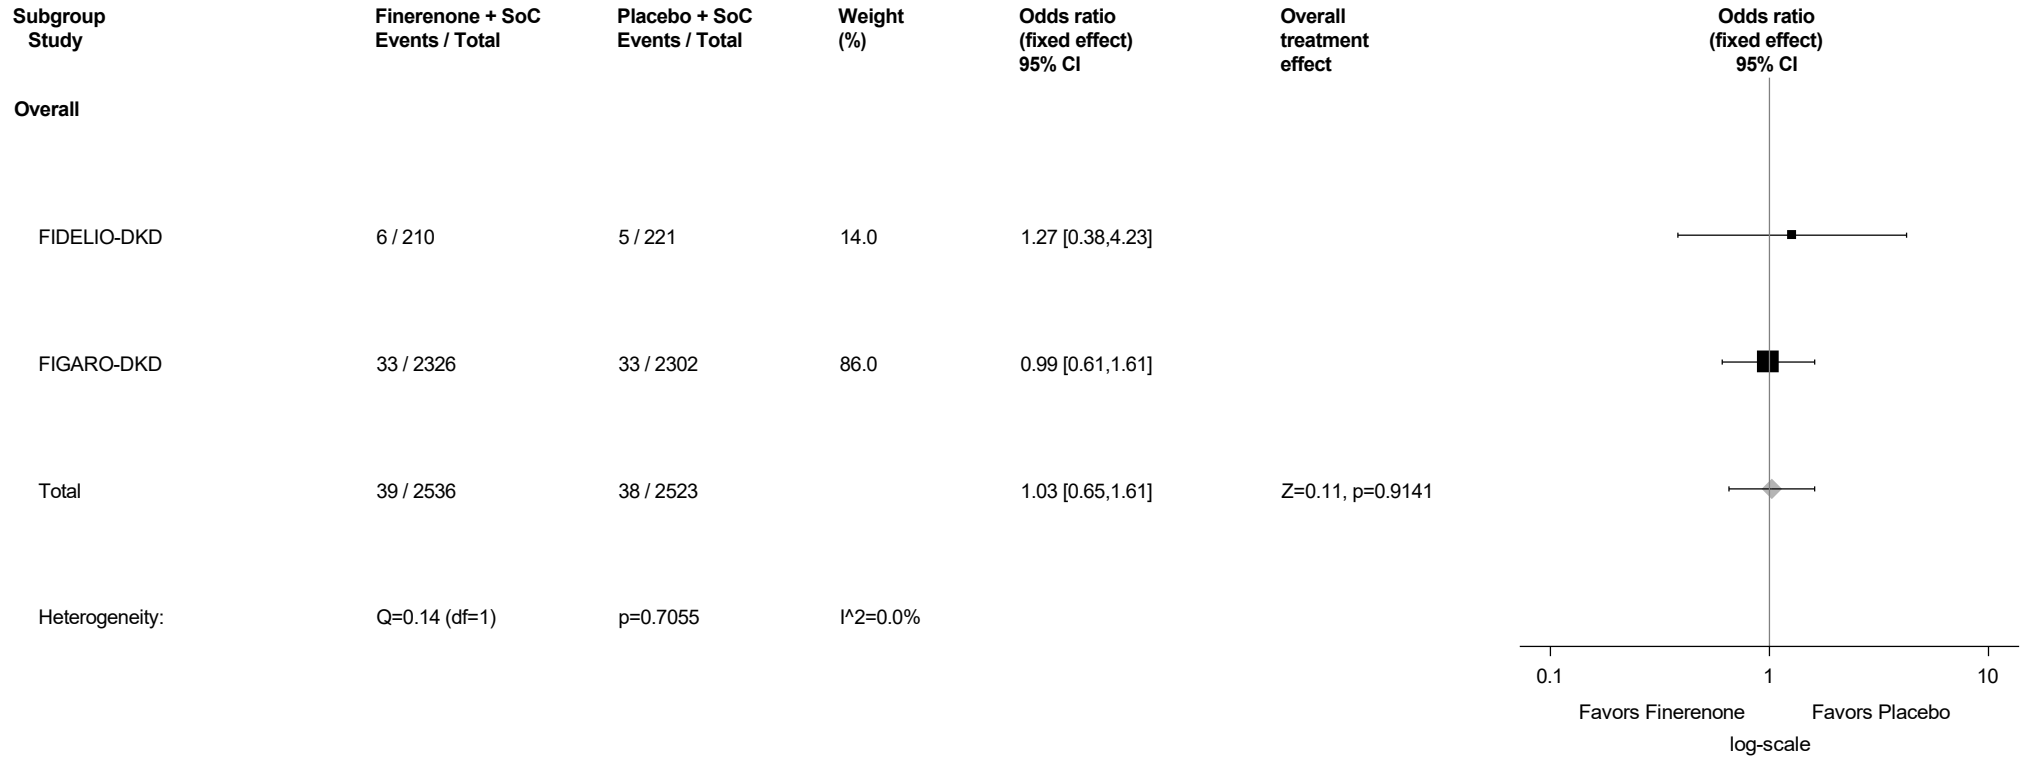 Subgroup Finerenone + SoC Placebo + SoC Weight Odds ratio Overall Odds ratio
Study Events / Total Events / Total (%) (fixed effect) treatment (fixed effect)
95% CI effect 95% CI
Overall
FIDELIO-DKD 6 / 210 5 / 221 14.0 1.27 [0.38,4.23]
FIGARO-DKD 33 / 2326 33 / 2302 86.0 0.99 [0.61,1.61]
Total 39 / 2536 38 / 2523 1.03 [0.65,1.61] Z=0.11, p=0.9141
Heterogeneity: Q=0.14 (df=1) p=0.7055 I^2=0.0%
0.1 1 10
Favors Finerenone Favors Placebo
log-scale